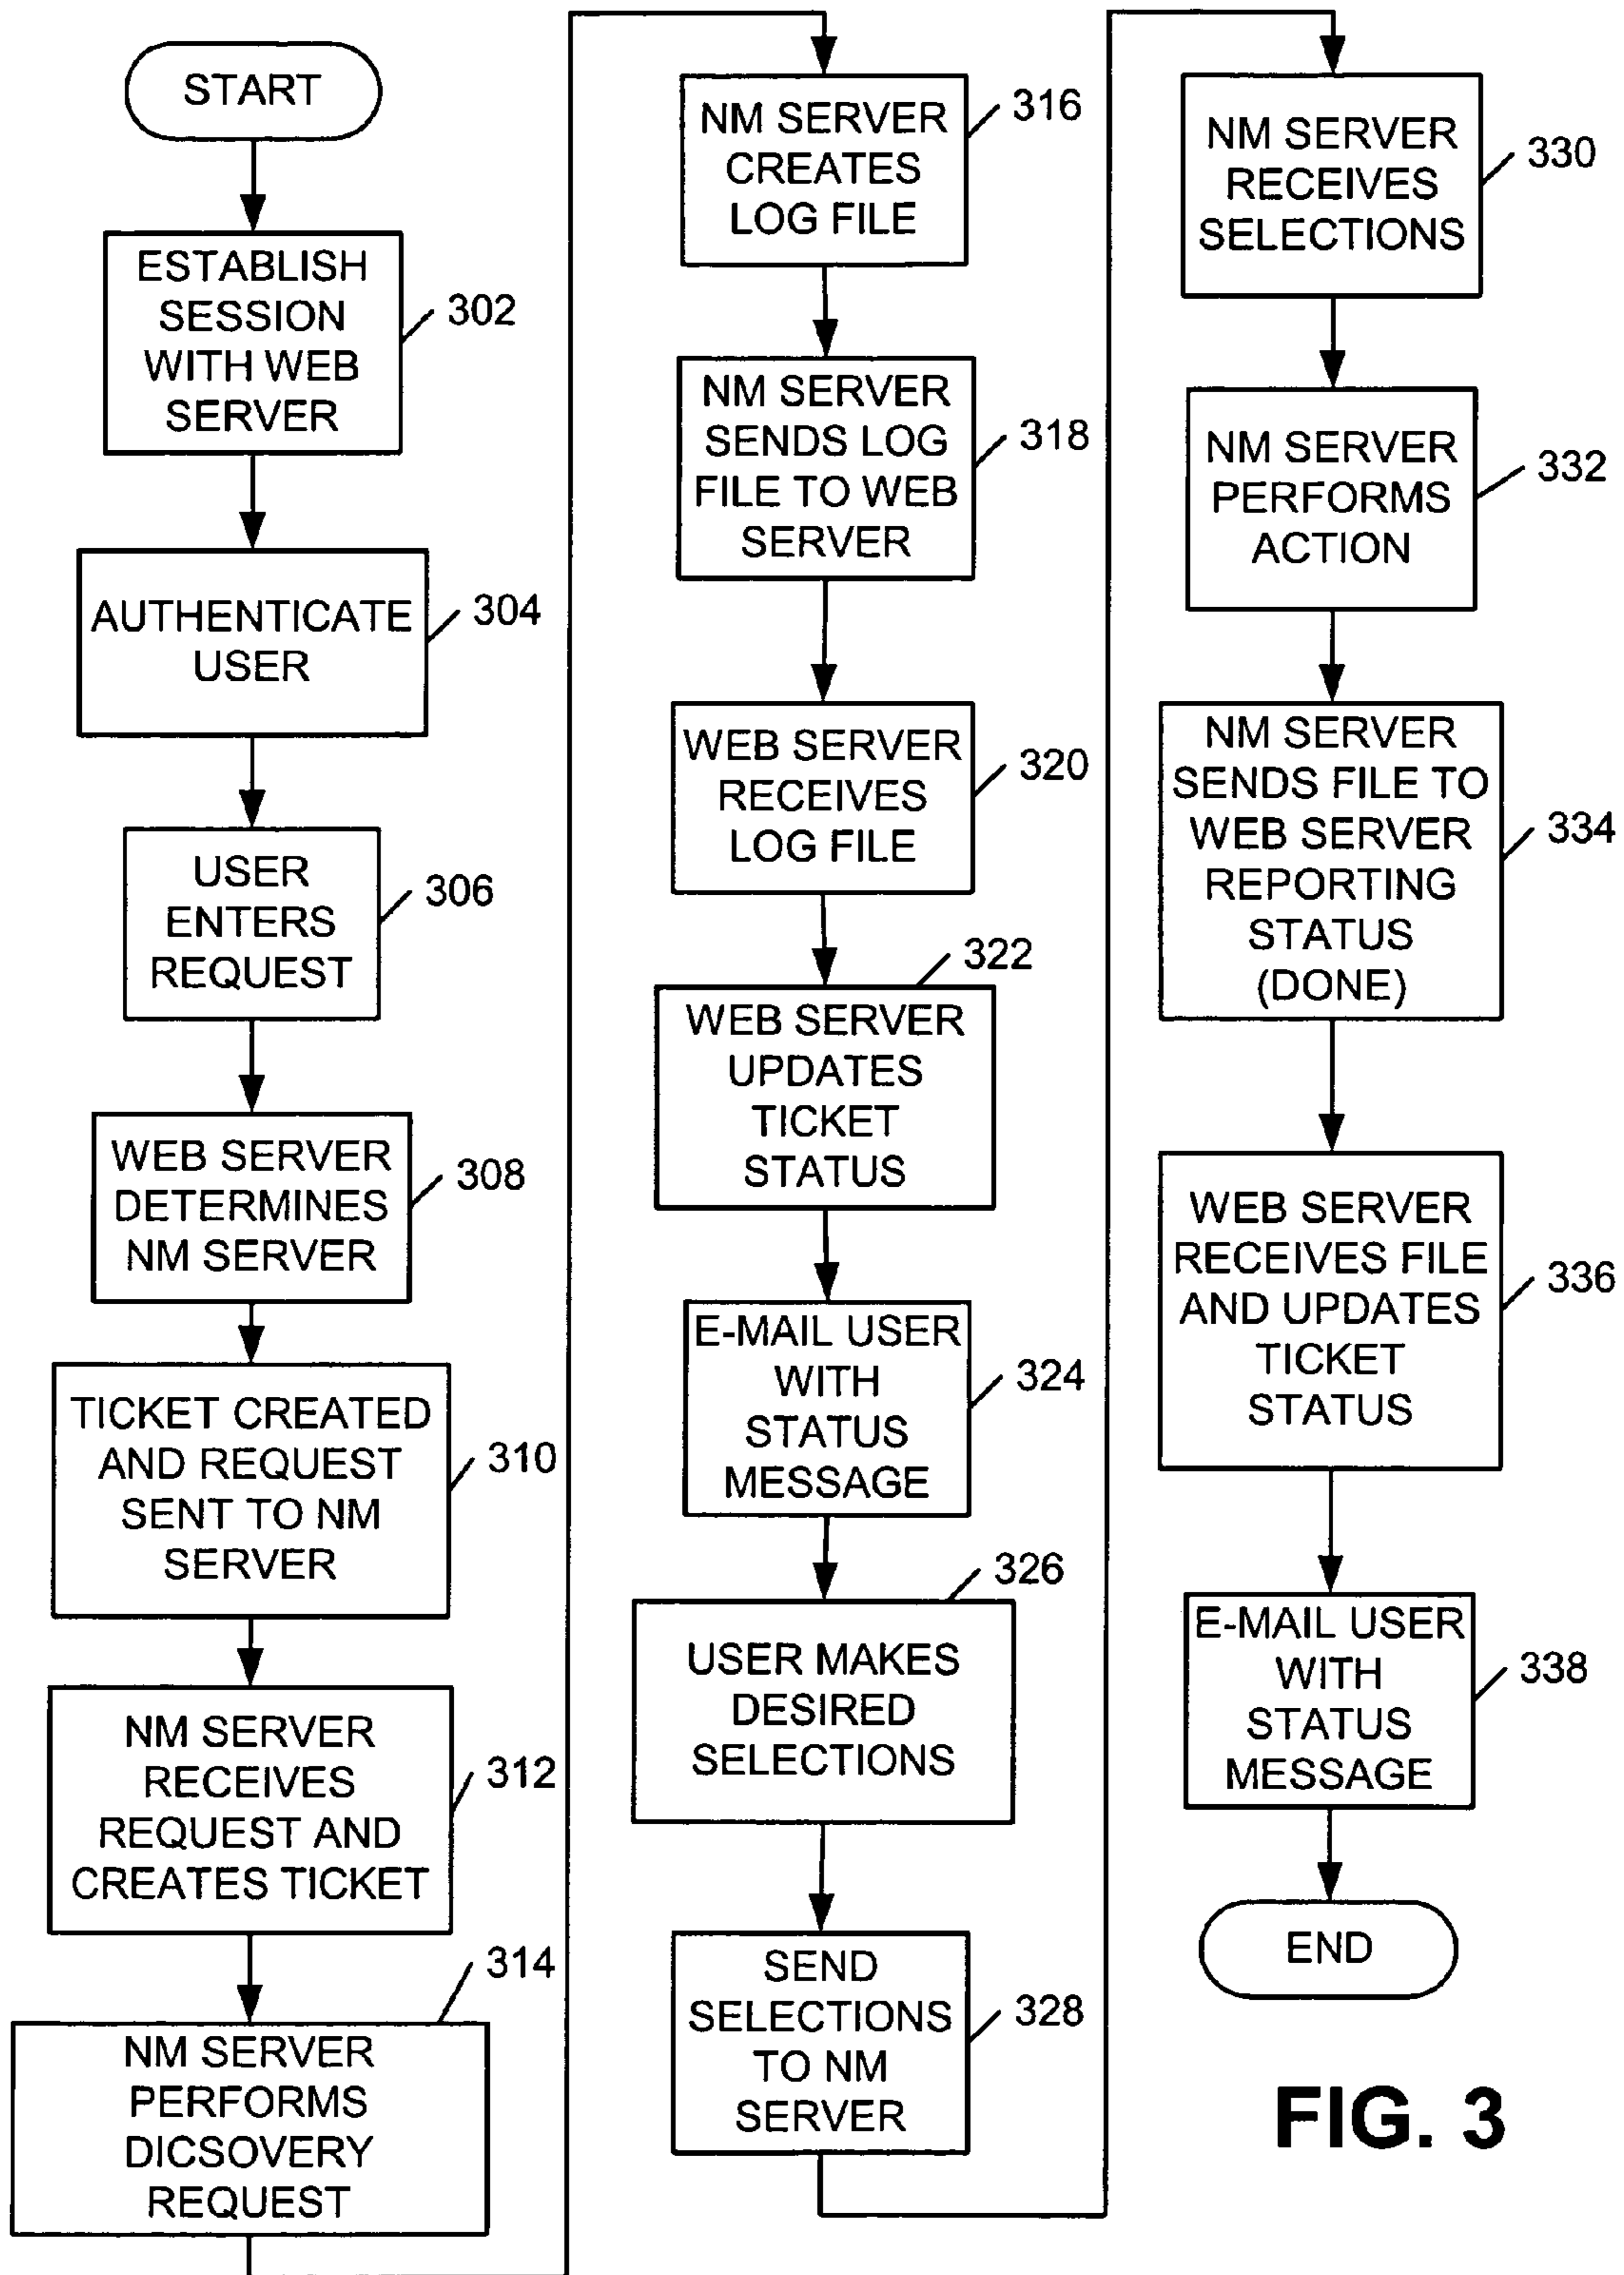 START
ESTABLISH
SESSION
WITH WEB
SERVER
302
AUTHENTICATE
USER
304
USER
ENTERS
REQUEST
306
WEB SERVER
DETERMINES
NM SERVER
308
TICKET CREATED
AND REQUEST
SENT TO NM
SERVER
310
NM SERVER
RECEIVES
REQUEST AND
CREATES TICKET
312
314
NM SERVER
PERFORMS
DICSOVERY
REQUEST
NM SERVER
CREATES
LOG FILE
316
NM SERVER
SENDS LOG
FILE TO WEB
SERVER
318
WEB SERVER
RECEIVES
LOG FILE
320
322
WEB SERVER
UPDATES
TICKET
STATUS
E-MAIL USER
WITH
STATUS
MESSAGE
324
326
USER MAKES
DESIRED
SELECTIONS
SEND
SELECTIONS
TO NM
SERVER
328
NM SERVER
RECEIVES
SELECTIONS
330
NM SERVER
PERFORMS
ACTION
332
NM SERVER
SENDS FILE TO
WEB SERVER
REPORTING
STATUS
(DONE)
334
WEB SERVER
RECEIVES FILE
AND UPDATES
TICKET
STATUS
336
E-MAIL USER
WITH
STATUS
MESSAGE
338
END
FIG. 3